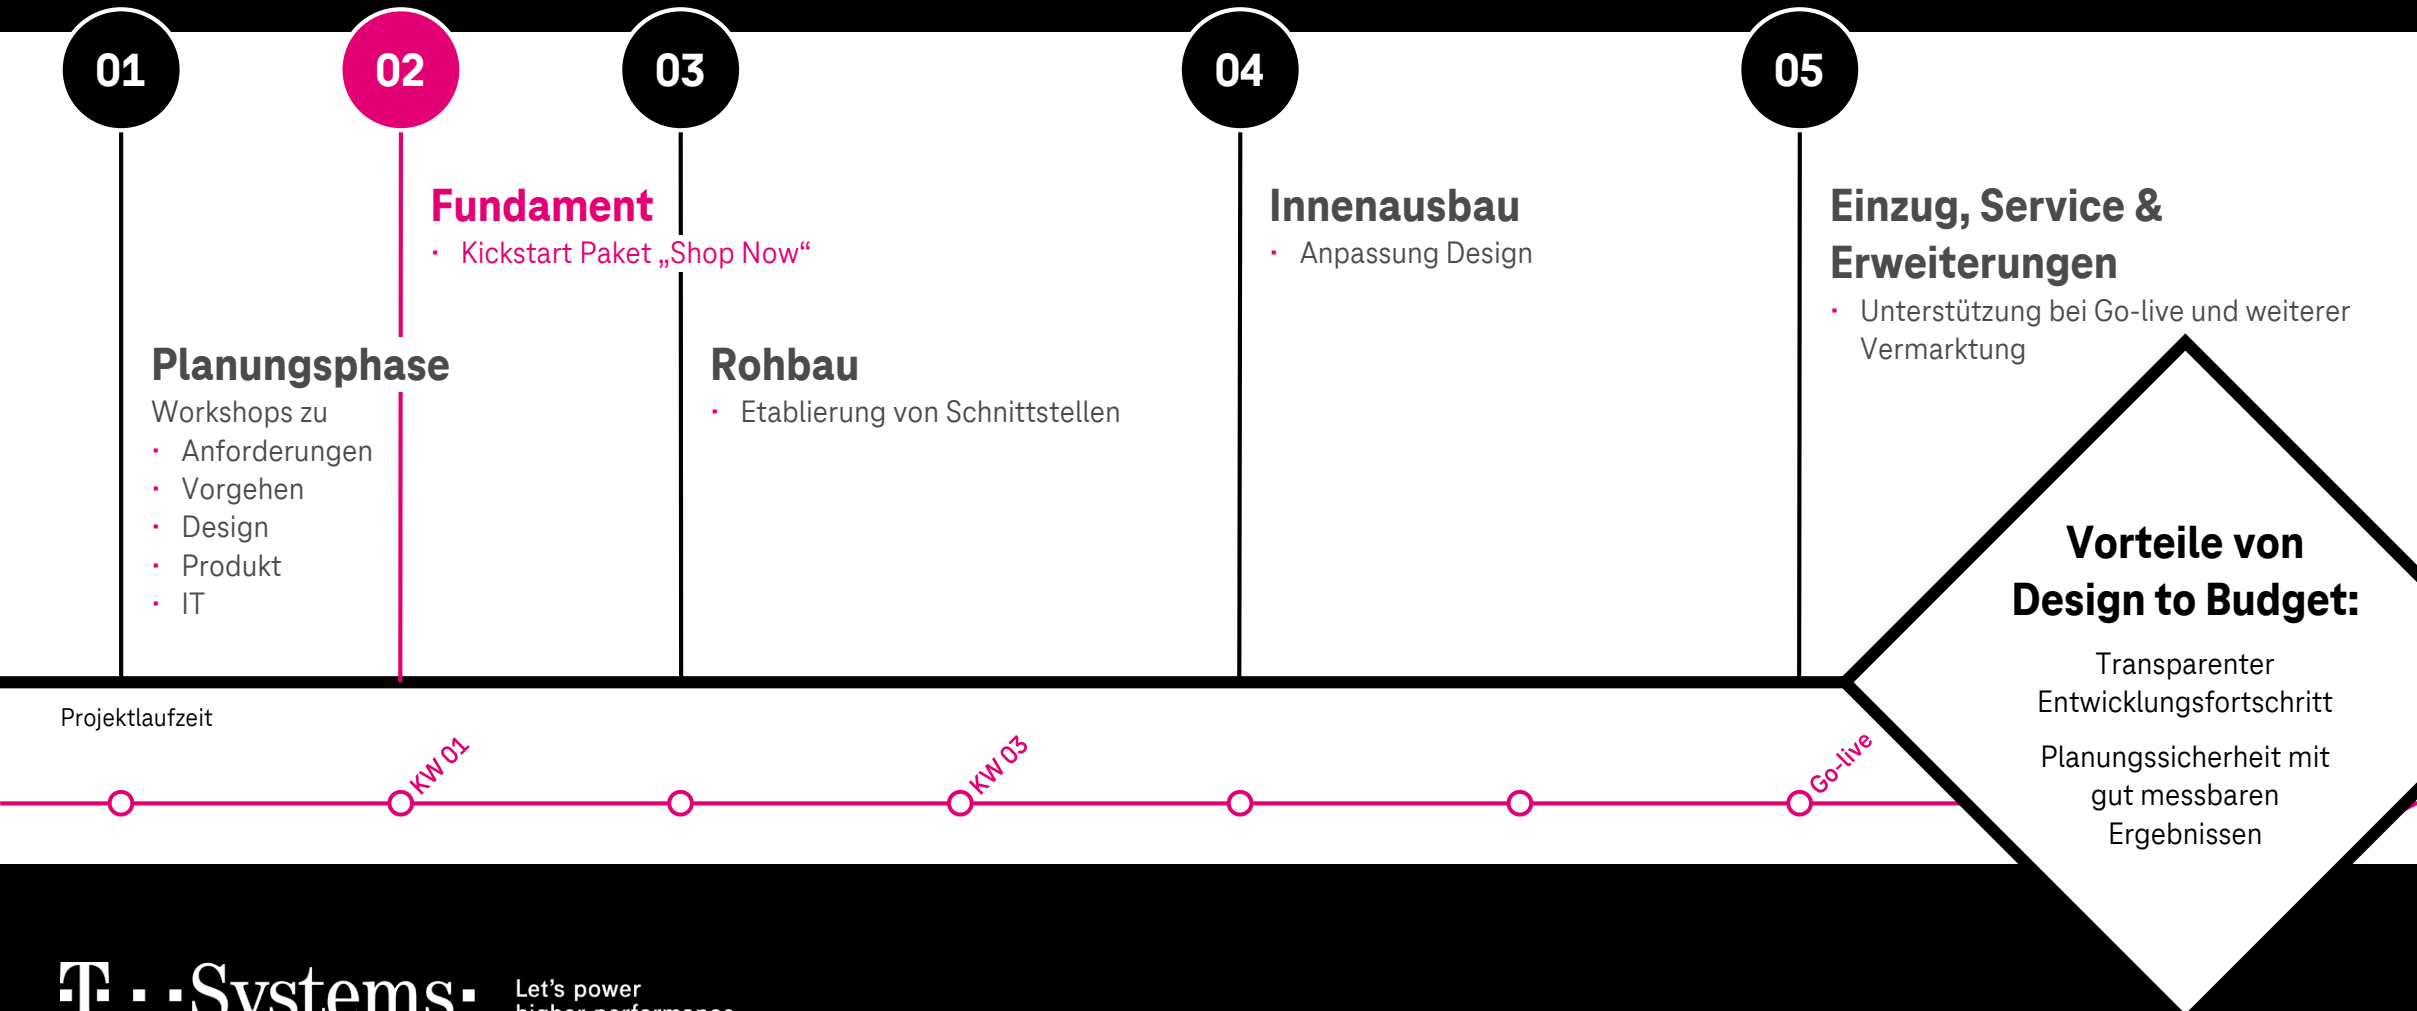 01
02
03
04
05
Fundament
· Kickstart Paket „Shop Now“
Innenausbau
· Anpassung Design
Einzug, Service &
Erweiterungen
· Unterstützung bei Go-live und weiterer
Vermarktung
Planungsphase
Workshops zu
· Anforderungen
· Vorgehen
· Design
· Produkt
· IT
Rohbau
· Etablierung von Schnittstellen
Vorteile von
Design to Budget:
Transparenter
Entwicklungsfortschritt
Planungssicherheit mit
gut messbaren
Ergebnissen
Projektlaufzeit
KW 01
KW 03
Go-live
T · · Systems ·
Let's power
higher performance